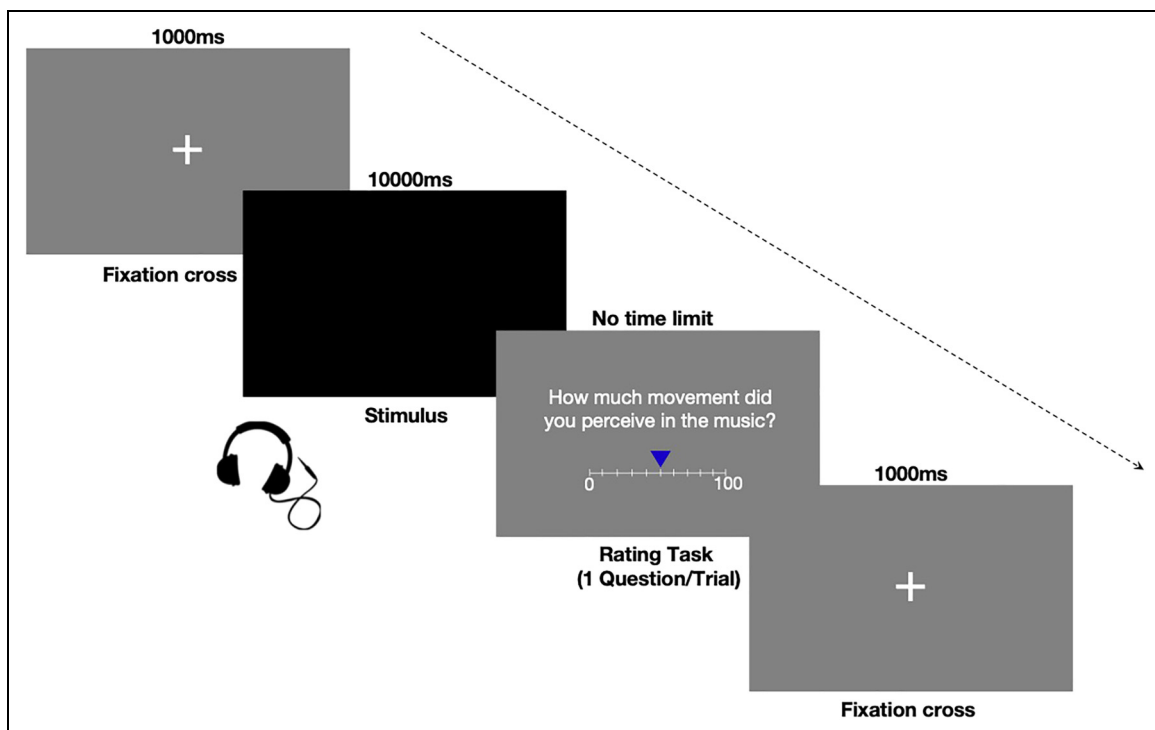 1000ms
Fixation cross
10000ms
Stimulus
No time limit
How much movement did
you perceive in the music?
0 100
Rating Task
(1 Question/Trial)
1000ms
Fixation cross